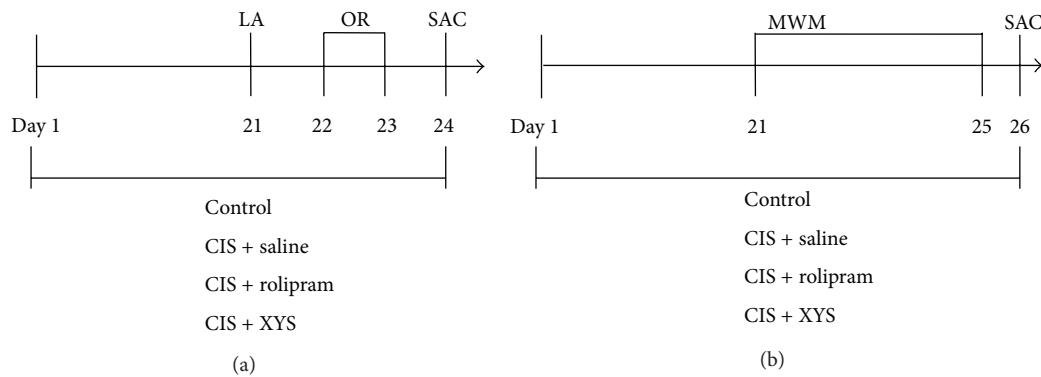 LA OR SAC
Day 1 21 22 23 24
Control
CIS + saline
CIS + rolipram
CIS + XYS
(a)
MWM SAC
Day 1 21 25 26
Control
CIS + saline
CIS + rolipram
CIS + XYS
(b)